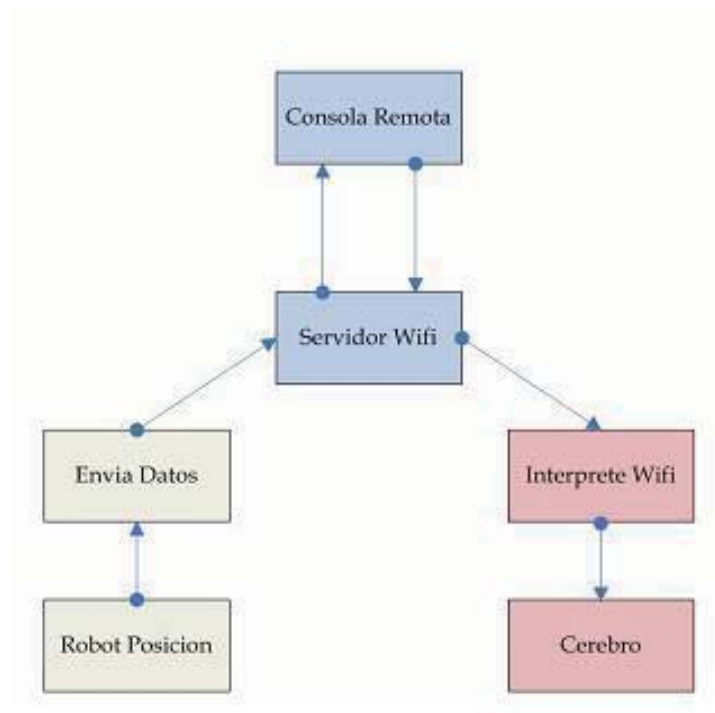 Consola Remota
Servidor Wifi
Envia Datos
Interprete Wifi
Robot Posicion
Cerebro